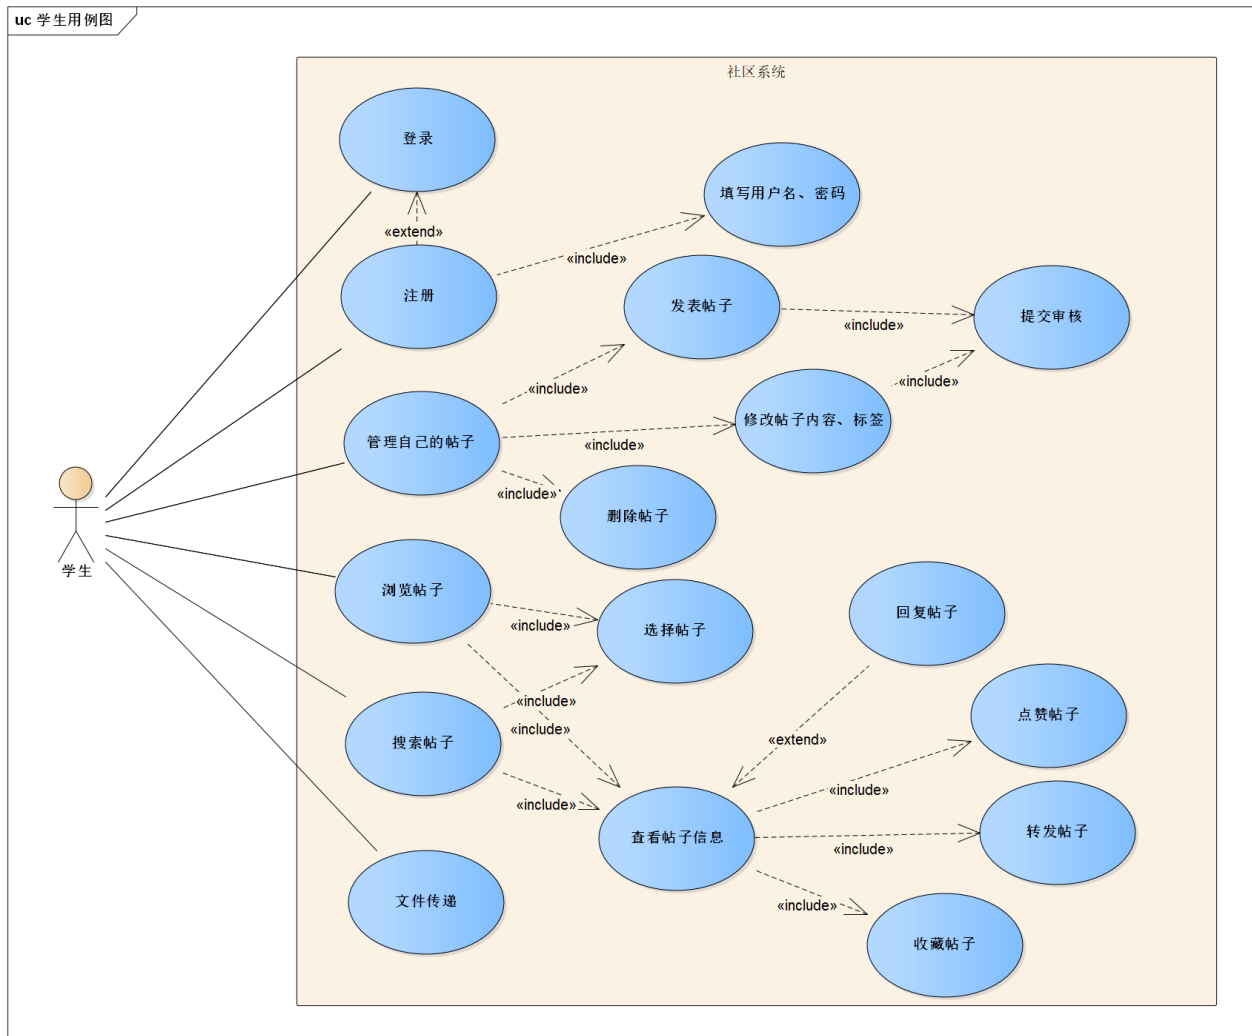 uc 学生用例图
社区系统
登录
填写用户名、密码
«extend»
«include»
注册
发表帖子
提交审核
«include»
«include»
«include»
管理自己的帖子
修改帖子内容、标签
«include»
«include»
删除帖子
学生
浏览帖子
回复帖子
«include»
选择帖子
«include»
点赞帖子
«include»
搜索帖子
«extend»
«include»
«include»
查看帖子信息
转发帖子
«include»
文件传递
«include»
收藏帖子